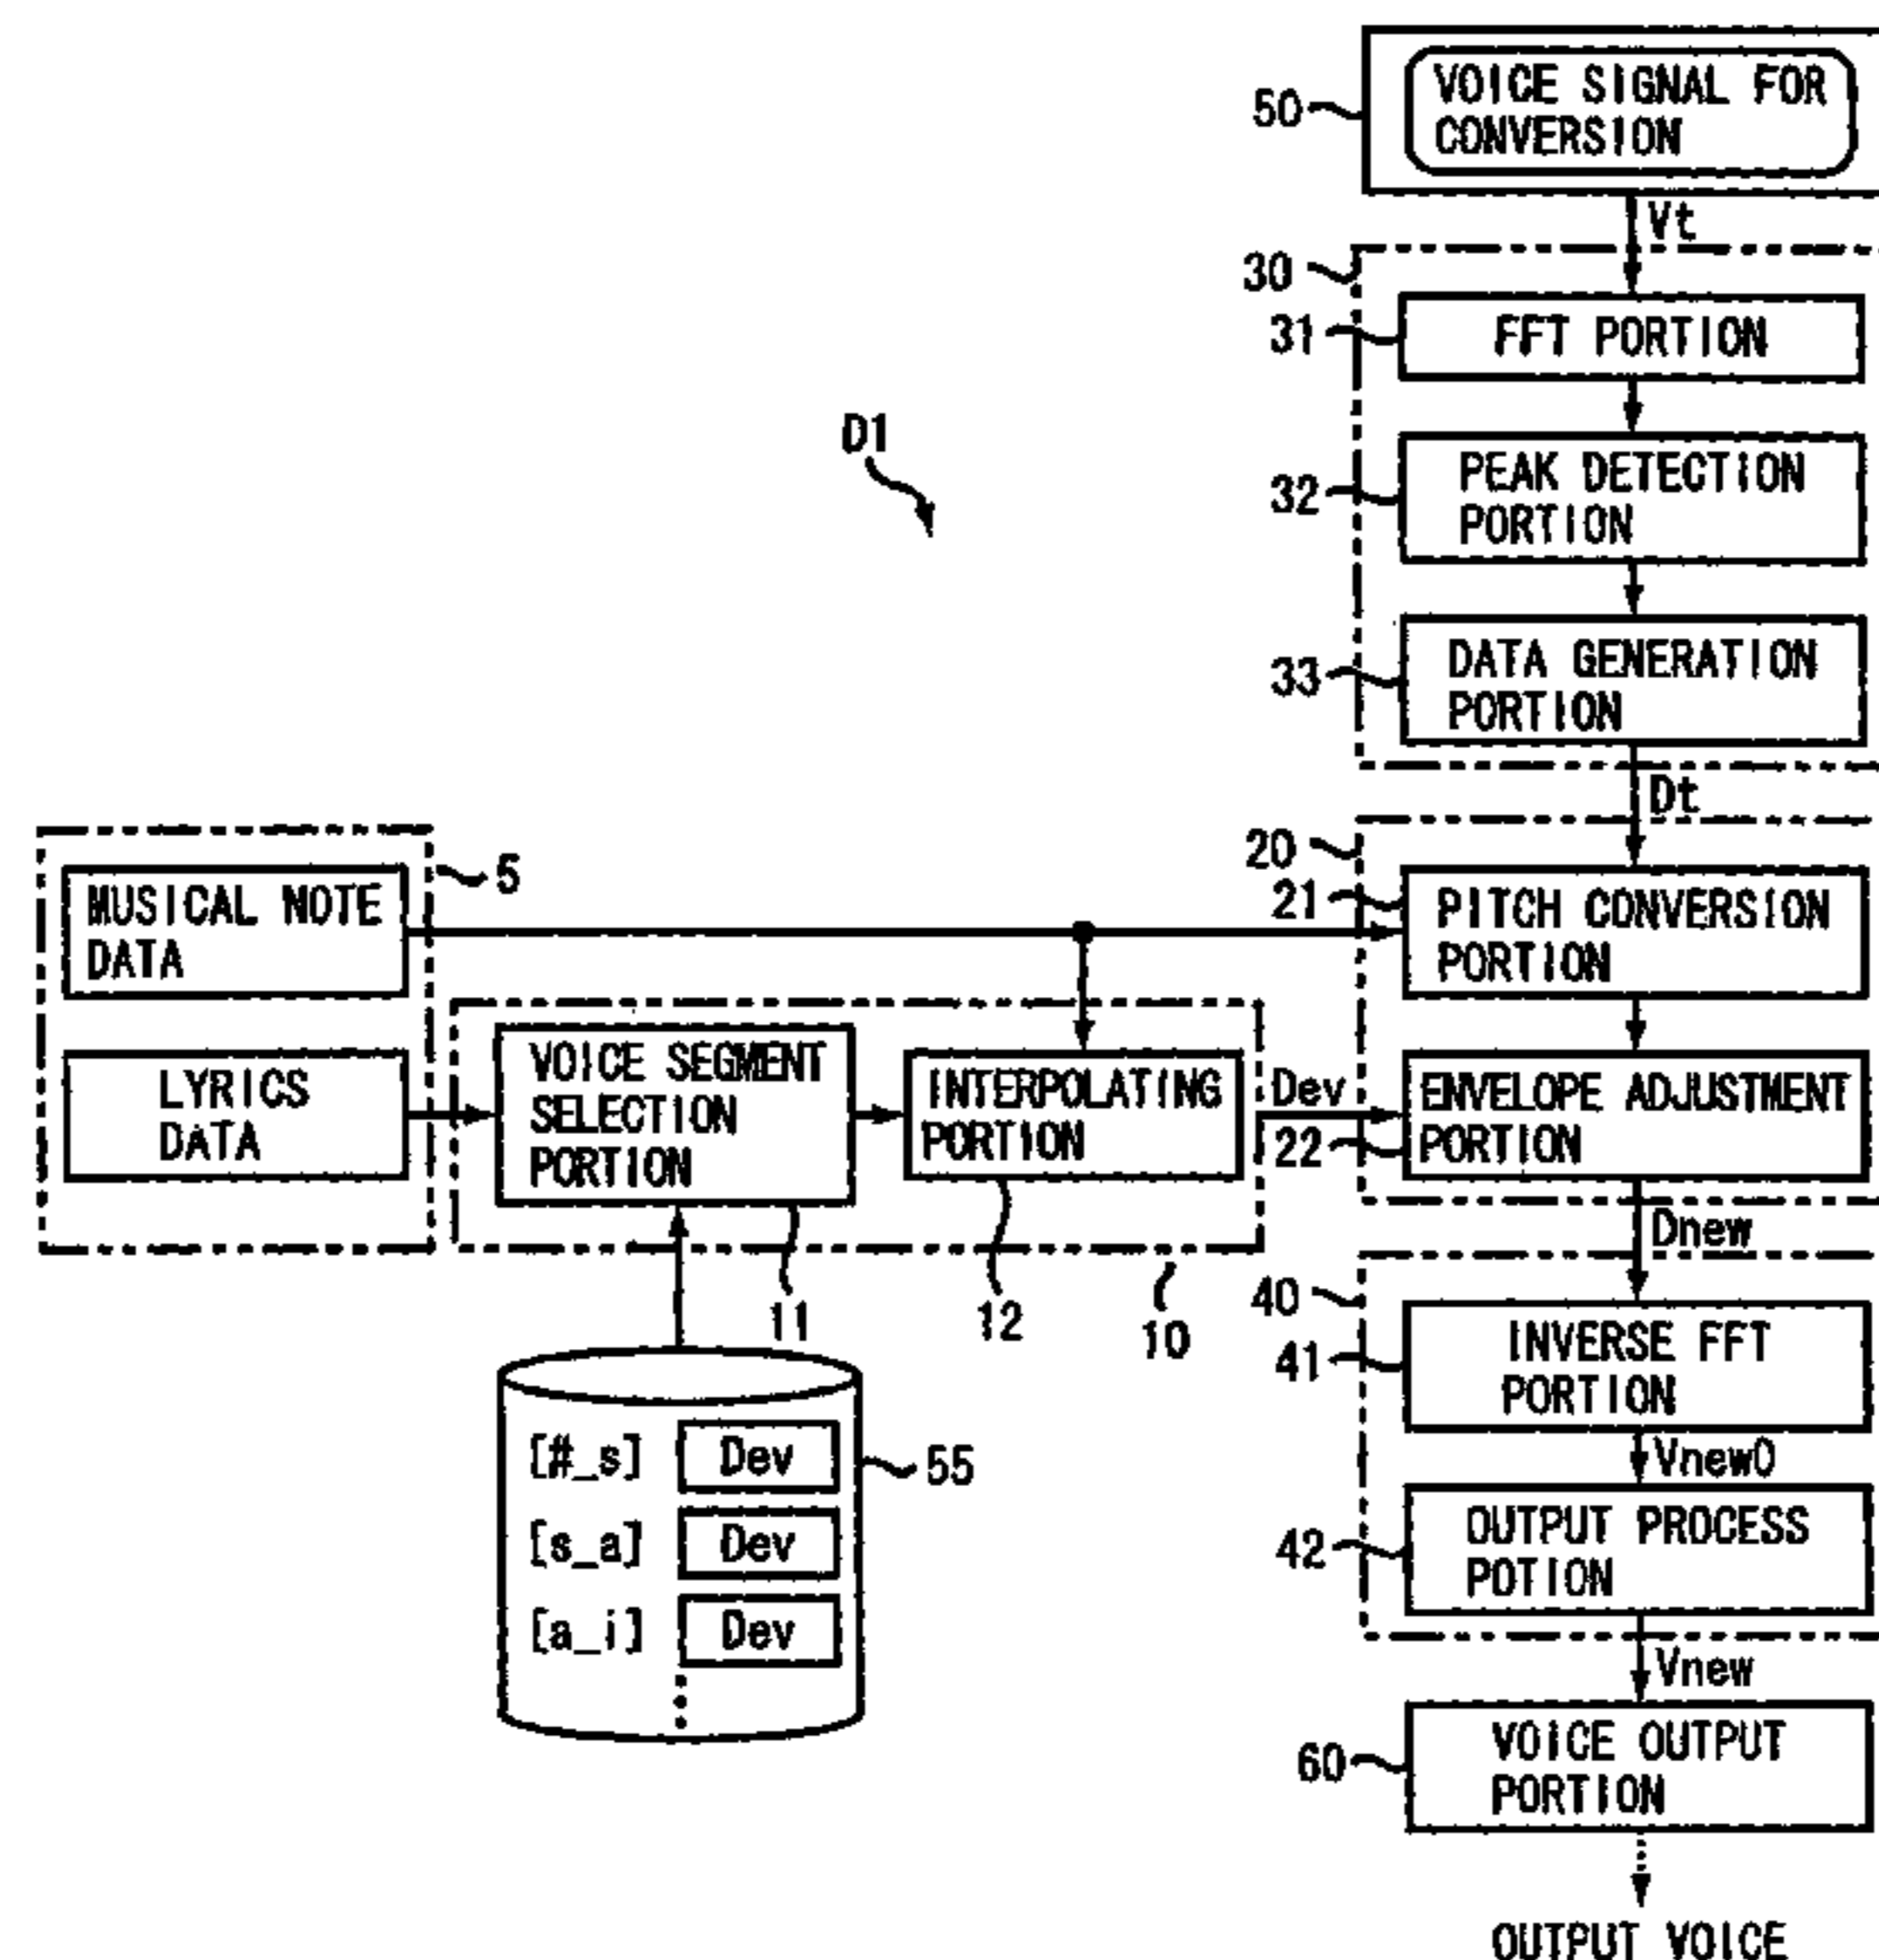 50
VOICE SIGNAL FOR
CONVERSION
Vt
30
31
FFT PORTION
D1
32
PEAK DETECTION
PORTION
33
DATA GENERATION
PORTION
Dt
5
MUSICAL NOTE
DATA
20
21
PITCH CONVERSION
PORTION
LYRICS
DATA
VOICE SEGMENT
SELECTION
PORTION
INTERPOLATING
PORTION
Dev
22
ENVELOPE ADJUSTMENT
PORTION
Dnew
11
12
10
40
41
INVERSE FFT
PORTION
Vnew0
[#_s] Dev
[s_a] Dev
[a_i] Dev
55
42
OUTPUT PROCESS
POTION
Vnew
60
VOICE OUTPUT
PORTION
OUTPUT VOICE